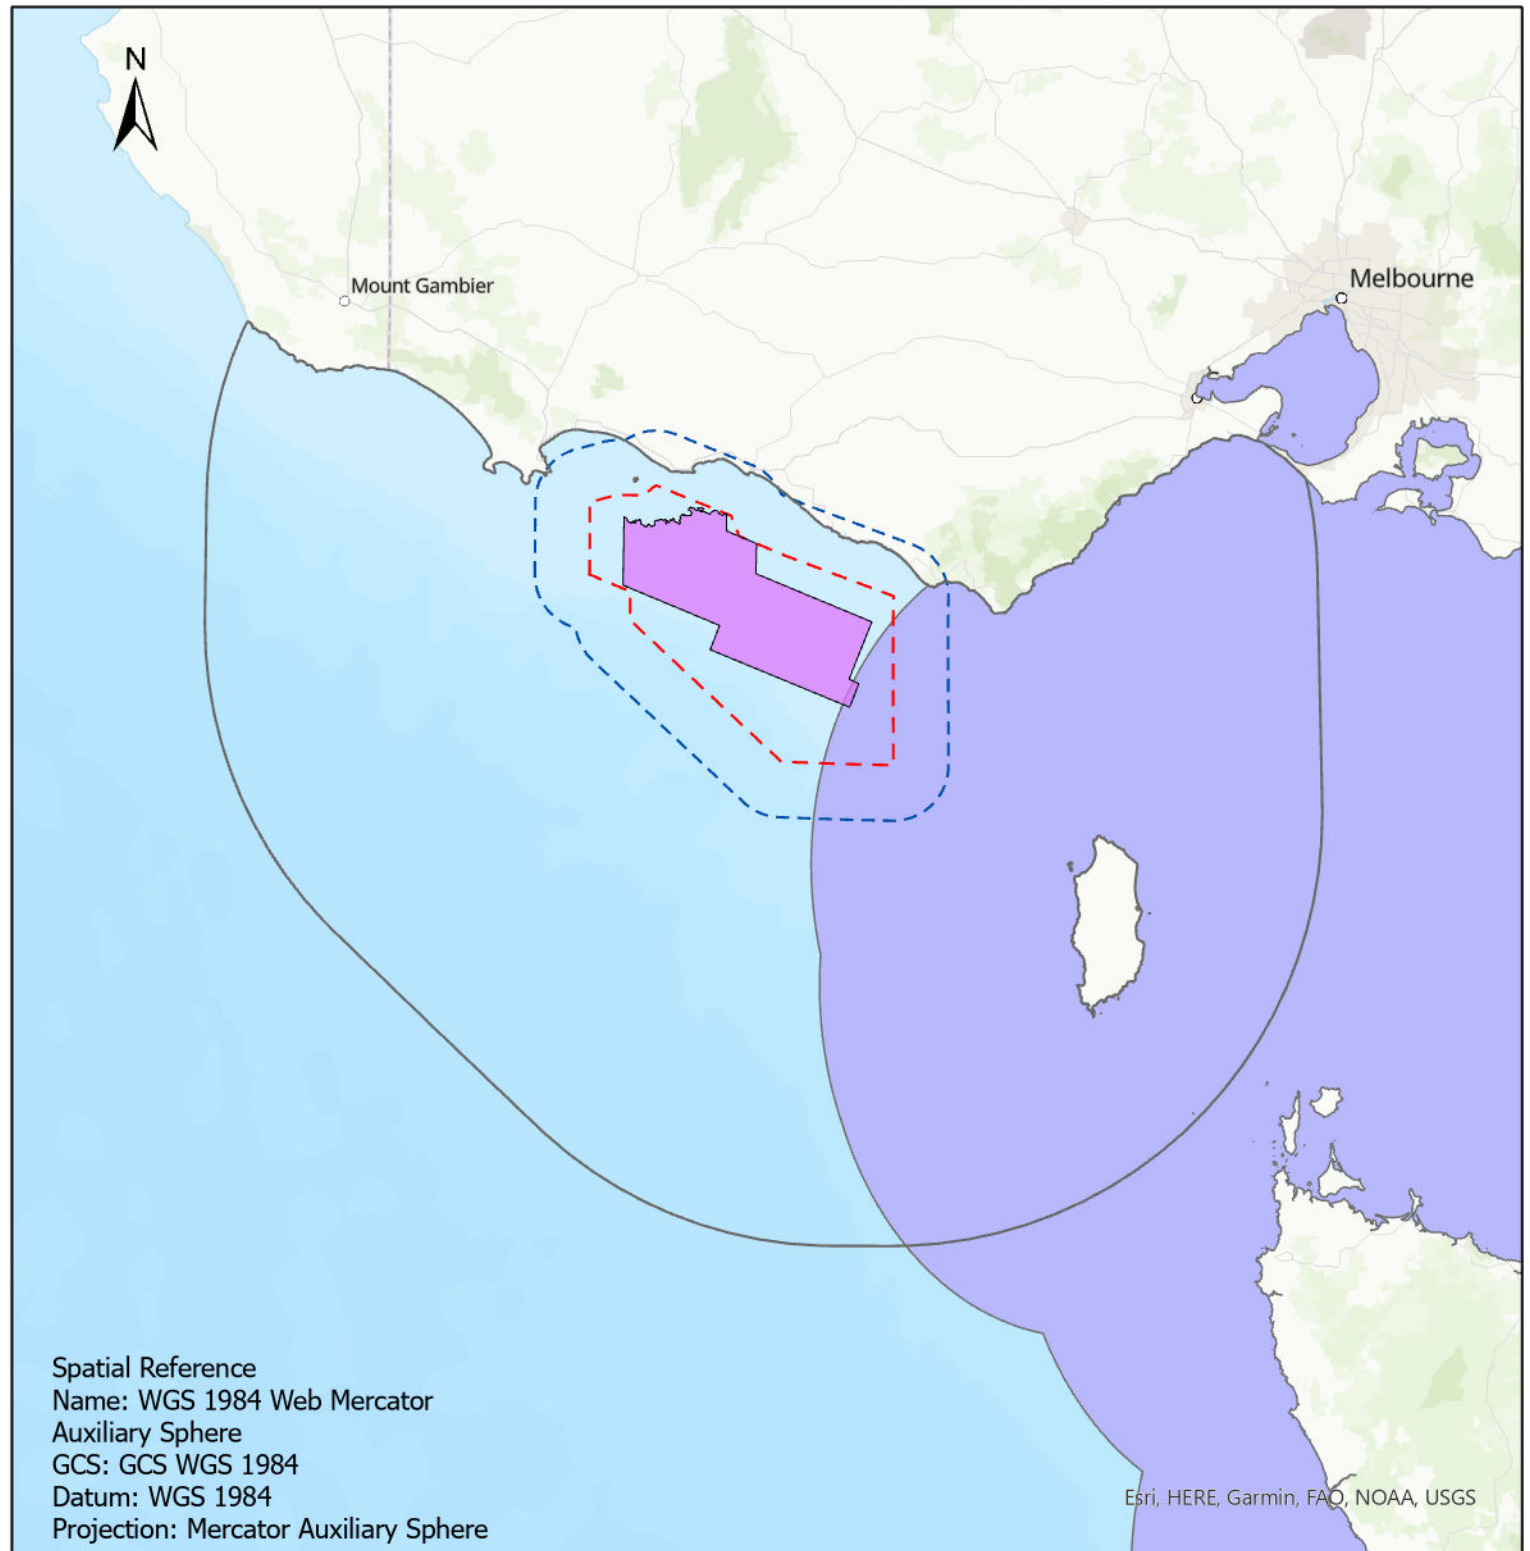 N
Mount Gambier
Melbourne
Spatial Reference
Name: WGS 1984 Web Mercator
Auxiliary Sphere
GCS: GCS WGS 1984
Datum: WGS 1984
Projection: Mercator Auxiliary Sphere
Esri, HERE, Garmin, FAO, NOAA, USGS